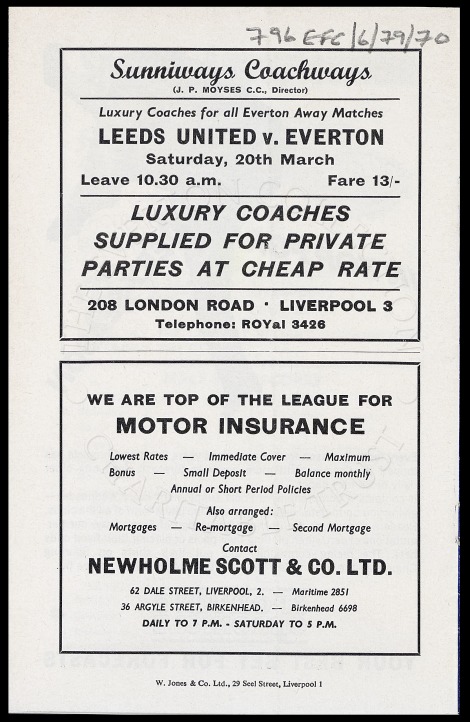 796 EFC/6/79/70
Sunniways Coachways
(J. P. MOYSES C.C., Director)
Luxury Coaches for all Everton Away Matches
LEEDS UNITED v. EVERTON
Saturday, 20th March
Leave 10.30 a.m. Fare 13/-
LUXURY COACHES
SUPPLIED FOR PRIVATE
PARTIES AT CHEAP RATE
208 LONDON ROAD · LIVERPOOL 3
Telephone: ROYal 3426
WE ARE TOP OF THE LEAGUE FOR
MOTOR INSURANCE
Lowest Rates — Immediate Cover — Maximum
Bonus — Small Deposit — Balance monthly
Annual or Short Period Policies
Also arranged:
Mortgages — Re-mortgage — Second Mortgage
Contact
NEWHOLME SCOTT & CO. LTD.
62 DALE STREET, LIVERPOOL, 2. — Maritime 2851
36 ARGYLE STREET, BIRKENHEAD. — Birkenhead 6698
DAILY TO 7 P.M. - SATURDAY TO 5 P.M.
W. Jones & Co. Ltd., 29 Seel Street, Liverpool 1